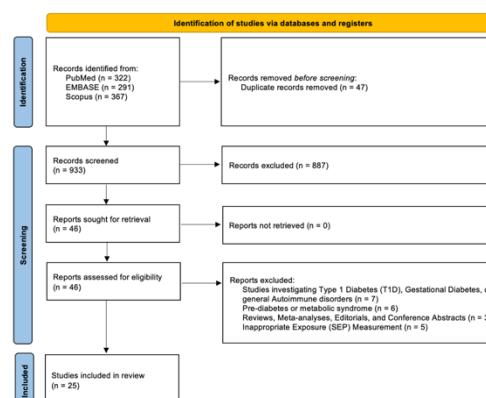 Identification of studies via databases and registers
Identification
Records identified from:
PubMed (n = 322)
EMBASE (n = 291)
Scopus (n = 367)
Records removed before screening:
Duplicate records removed (n = 47)
Screening
Records screened
(n = 933)
Records excluded (n = 887)
Reports sought for retrieval
(n = 46)
Reports not retrieved (n = 0)
Reports assessed for eligibility
(n = 46)
Reports excluded:
Studies investigating Type 1 Diabetes (T1D), Gestational Diabetes,
general Autoimmune disorders (n = 7)
Pre-diabetes or metabolic syndrome (n = 6)
Reviews, Meta-analyses, Editorials, and Conference Abstracts (n =
Inappropriate Exposure (SEP) Measurement (n = 5)
Included
Studies included in review
(n = 25)